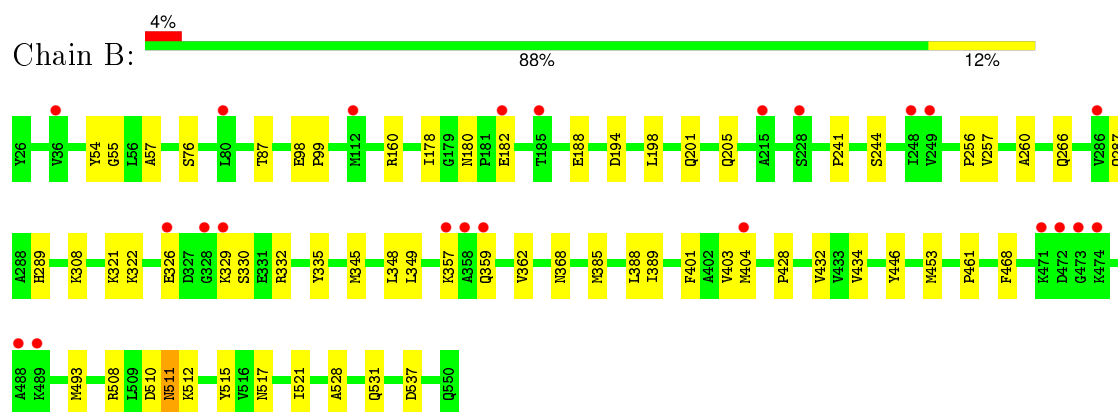 4%
Chain B:
88% 12%
Y26 V36 Y54 G55 L56 A57 S76 L80 T87 E98 P99 M112 R160 I178 G179 N180 P181 E182 T185 E188 D194 L198 Q201 Q205 A215 S228 P241 S244 I248 V249 P256 V257 A260 Q266 V286 Q287
A288 H289 K308 K321 K322 E326 D327 G328 K329 S330 E331 R332 Y335 M345 L348 L349 K357 A358 Q359 V362 N368 M385 L388 I389 F401 A402 V403 M404 P428 V432 V433 V434 Y446 M453 P461 F468 K471 D472 G473 K474
A488 K489 M493 R508 L509 D510 N511 K512 Y515 V516 N517 I521 A528 Q531 D537 Q550